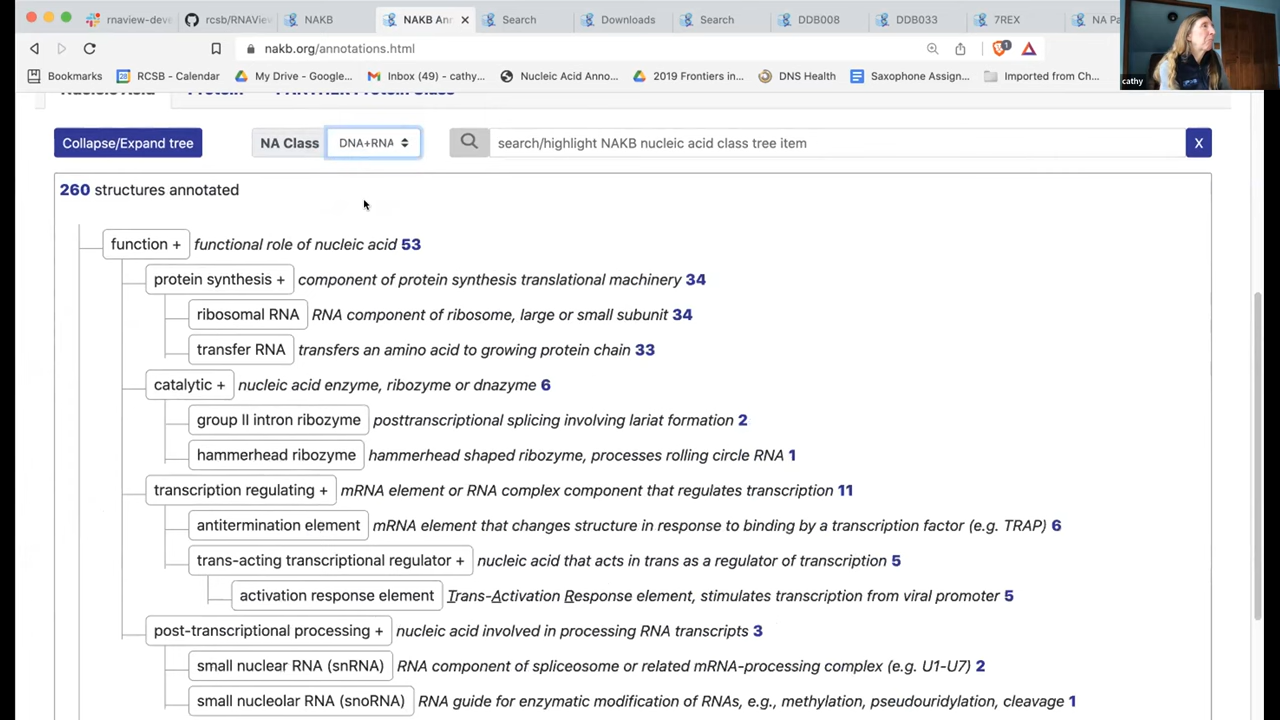 rnaview-deve
rcsb/RNAView
NAKB
NAKB Ann
Search
Downloads
Search
DDB008
DDB033
7REX
NA Pa
nakb.org/annotations.html
1
Bookmarks
RCSB - Calendar
My Drive - Google...
Inbox (49) - cathy...
Nucleic Acid Anno...
2019 Frontiers in...
DNS Health
Saxophone Assign...
Imported from Ch...
cathy
Collapse/Expand tree
NA Class
DNA+RNA
search/highlight NAKB nucleic acid class tree item
X
260 structures annotated
function + functional role of nucleic acid 53
protein synthesis + component of protein synthesis translational machinery 34
ribosomal RNA RNA component of ribosome, large or small subunit 34
transfer RNA transfers an amino acid to growing protein chain 33
catalytic + nucleic acid enzyme, ribozyme or dnazyme 6
group II intron ribozyme posttranscriptional splicing involving lariat formation 2
hammerhead ribozyme hammerhead shaped ribozyme, processes rolling circle RNA 1
transcription regulating + mRNA element or RNA complex component that regulates transcription 11
antitermination element mRNA element that changes structure in response to binding by a transcription factor (e.g. TRAP) 6
trans-acting transcriptional regulator + nucleic acid that acts in trans as a regulator of transcription 5
activation response element Trans-Activation Response element, stimulates transcription from viral promoter 5
post-transcriptional processing + nucleic acid involved in processing RNA transcripts 3
small nuclear RNA (snRNA) RNA component of spliceosome or related mRNA-processing complex (e.g. U1-U7) 2
small nucleolar RNA (snoRNA) RNA guide for enzymatic modification of RNAs, e.g., methylation, pseudouridylation, cleavage 1